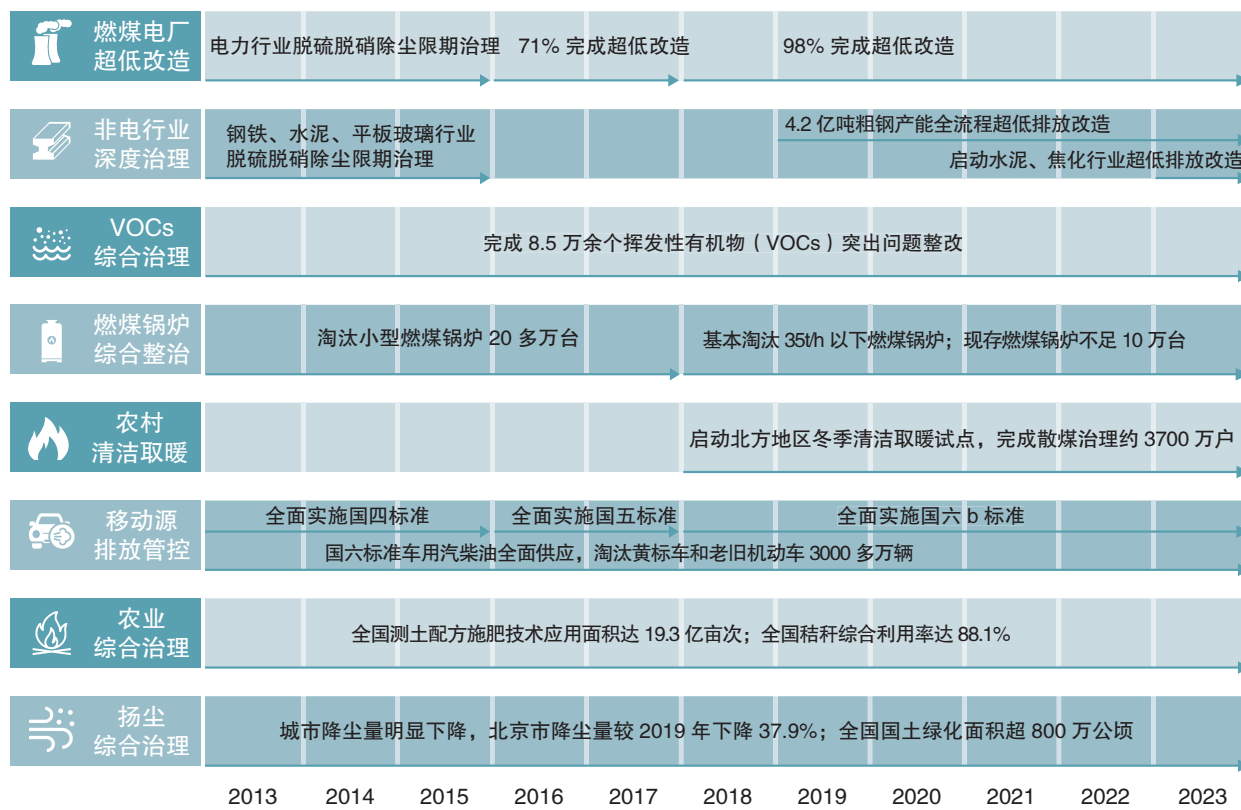 燃煤电厂
超低改造
电力行业脱硫脱硝除尘限期治理
71% 完成超低改造
98% 完成超低改造
非电行业
深度治理
钢铁、水泥、平板玻璃行业
脱硫脱硝除尘限期治理
4.2 亿吨粗钢产能全流程超低排放改造
启动水泥、焦化行业超低排放改造
VOCs
综合治理
完成 8.5 万余个挥发性有机物（VOCs）突出问题整改
燃煤锅炉
综合整治
淘汰小型燃煤锅炉 20 多万台
基本淘汰 35t/h 以下燃煤锅炉；现存燃煤锅炉不足 10 万台
农村
清洁取暖
启动北方地区冬季清洁取暖试点，完成散煤治理约 3700 万户
移动源
排放管控
全面实施国四标准
全面实施国五标准
全面实施国六 b 标准
国六标准车用汽柴油全面供应，淘汰黄标车和老旧机动车 3000 多万辆
农业
综合治理
全国测土配方施肥技术应用面积达 19.3 亿亩次；全国秸秆综合利用率达 88.1%
扬尘
综合治理
城市降尘量明显下降，北京市降尘量较 2019 年下降 37.9%；全国国土绿化面积超 800 万公顷
2013 2014 2015 2016 2017 2018 2019 2020 2021 2022 2023